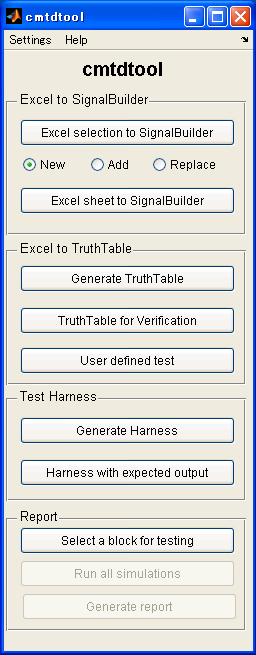 cmtdtool
Settings Help
cmtdtool
Excel to SignalBuilder
Excel selection to SignalBuilder
New Add Replace
Excel sheet to SignalBuilder
Excel to TruthTable
Generate TruthTable
TruthTable for Verification
User defined test
Test Harness
Generate Harness
Harness with expected output
Report
Select a block for testing
Run all simulations
Generate report